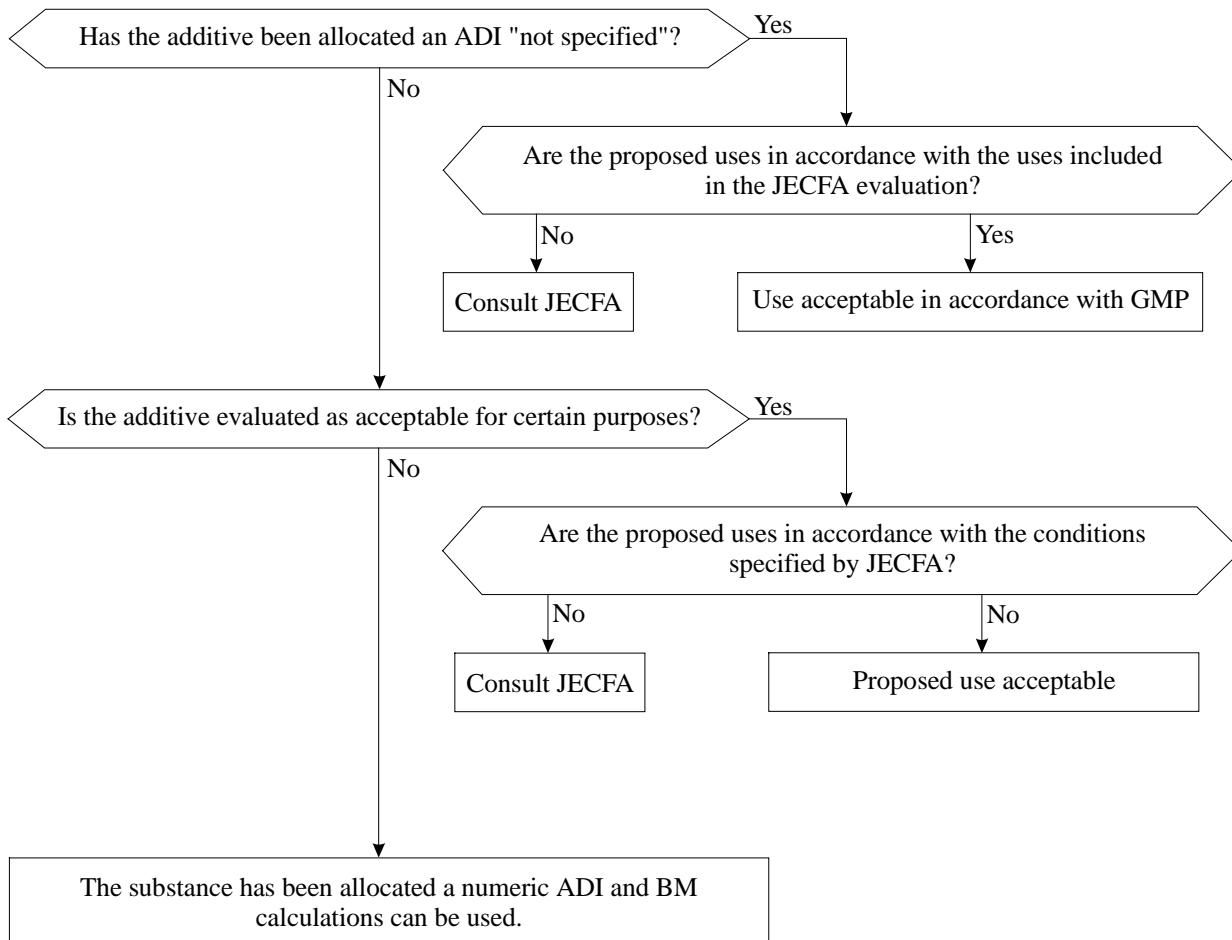 Has the additive been allocated an ADI "not specified"?
Yes
No
Are the proposed uses in accordance with the uses included
in the JECFA evaluation?
No
Yes
Consult JECFA
Use acceptable in accordance with GMP
Is the additive evaluated as acceptable for certain purposes?
Yes
No
Are the proposed uses in accordance with the conditions
specified by JECFA?
No
No
Consult JECFA
Proposed use acceptable
The substance has been allocated a numeric ADI and BM
calculations can be used.